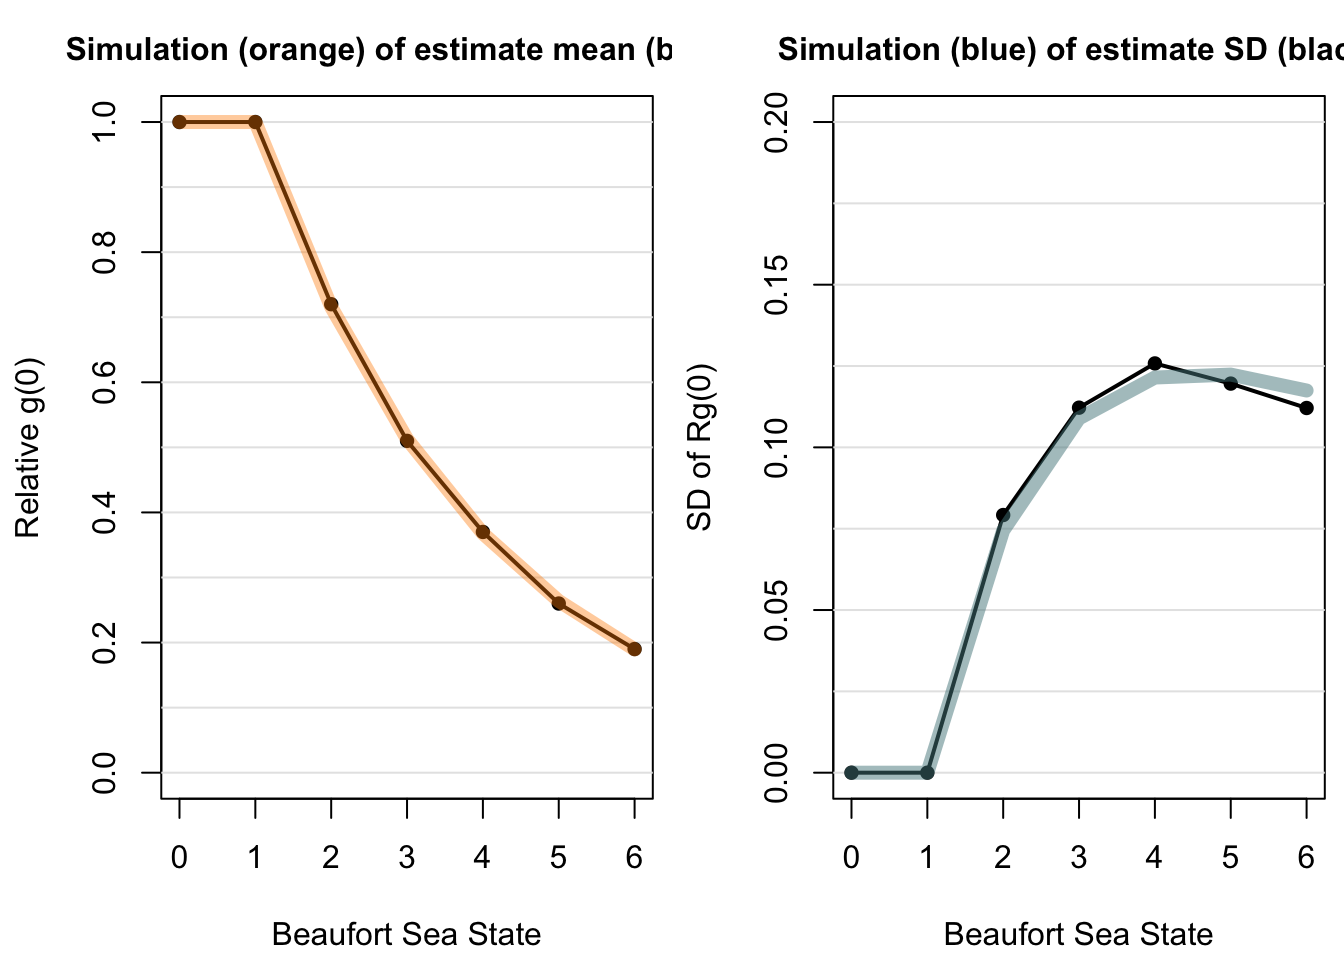 Simulation (orange) of estimate mean (b
Relative g(0)
1.0
0.8
0.6
0.4
0.2
0.0
0 1 2 3 4 5 6
Beaufort Sea State
Simulation (blue) of estimate SD (blac
SD of Rg(0)
0.20
0.15
0.10
0.05
0.00
0 1 2 3 4 5 6
Beaufort Sea State